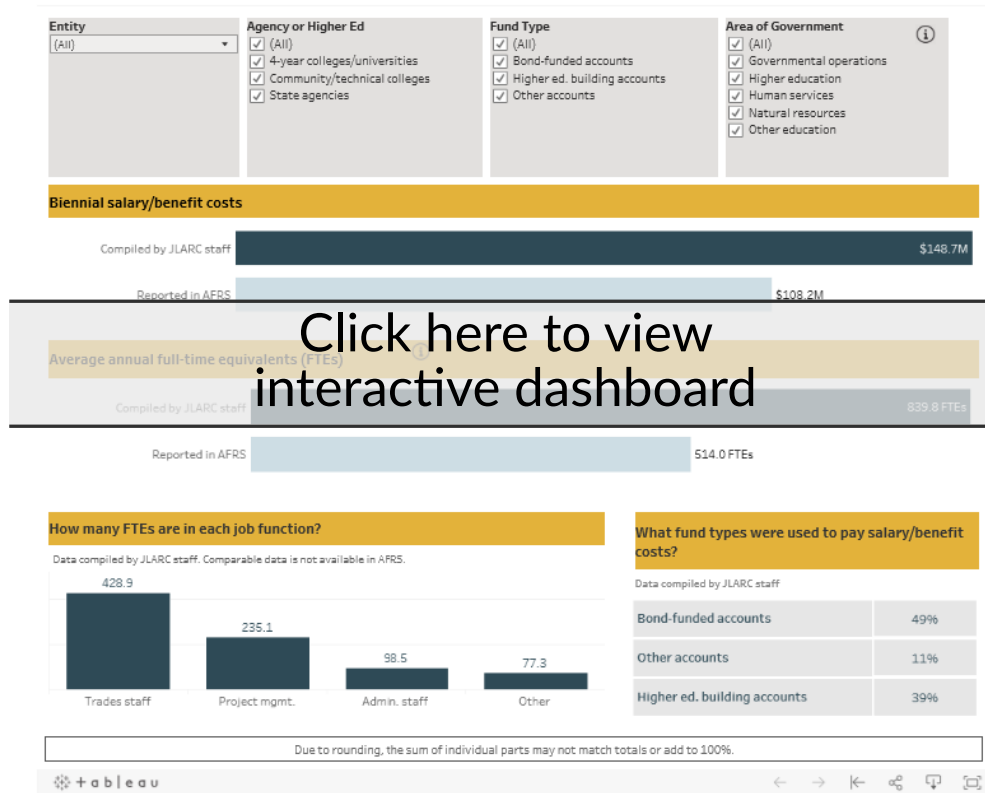 Entity
(All)
Agency or Higher Ed
(All)
4-year colleges/universities
Community/technical colleges
State agencies
Fund Type
(All)
Bond-funded accounts
Higher ed. building accounts
Other accounts
Area of Government
(All)
Governmental operations
Higher education
Human services
Natural resources
Other education
Biennial salary/benefit costs
Compiled by JLARC staff
$148.7M
Reported in AFRS
$108.2M
Click here to view
interactive dashboard
Average annual full-time equivalents (FTEs)
Compiled by JLARC staff
839.8 FTEs
Reported in AFRS
514.0 FTEs
How many FTEs are in each job function?
Data compiled by JLARC staff. Comparable data is not available in AFRS.
428.9
235.1
98.5
77.3
Trades staff
Project mgmt.
Admin. staff
Other
What fund types were used to pay salary/benefit
costs?
Data compiled by JLARC staff
Bond-funded accounts 49%
Other accounts 11%
Higher ed. building accounts 39%
Due to rounding, the sum of individual parts may not match totals or add to 100%.
+ableau